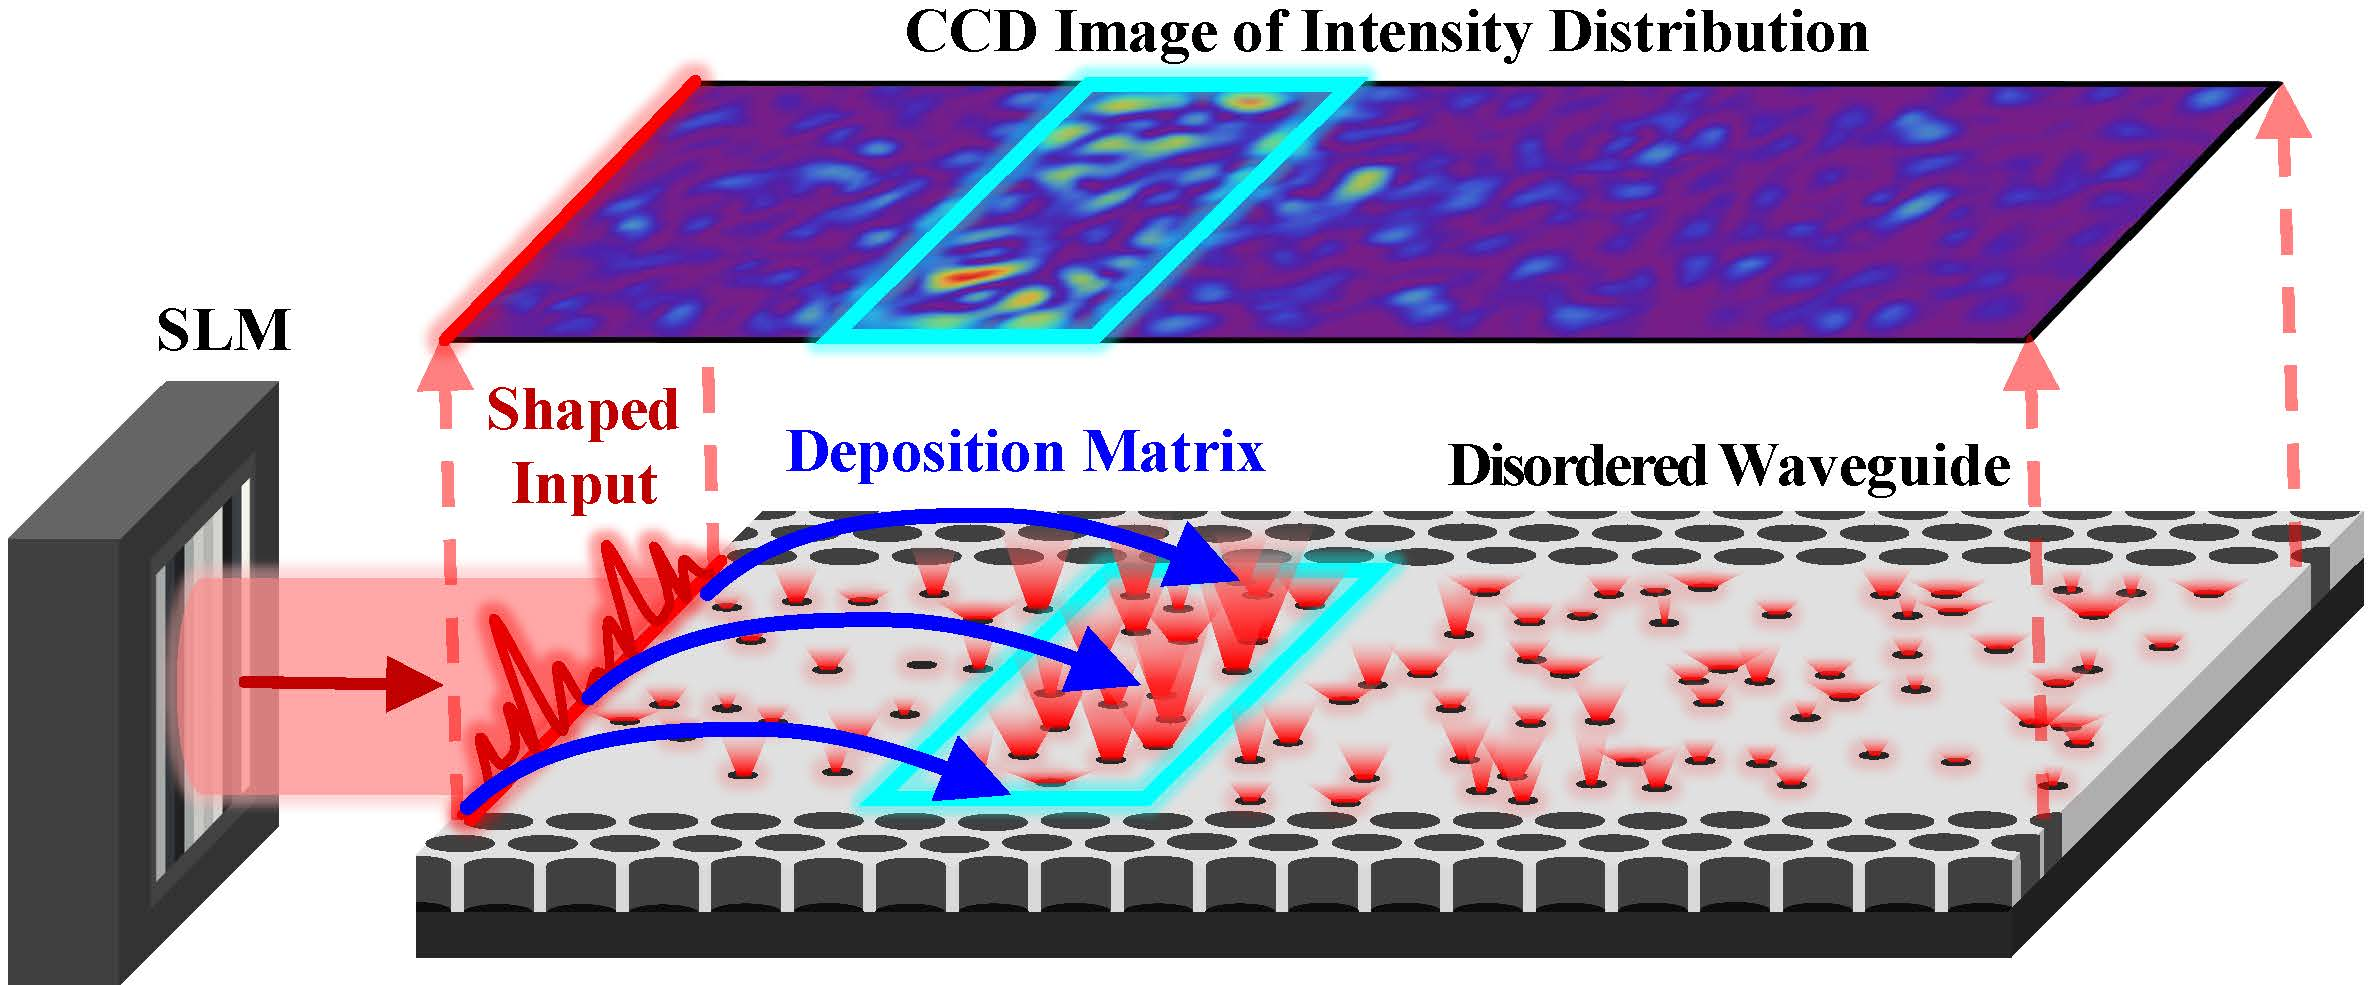 CCD Image of Intensity Distribution
SLM
Shaped
Input
Deposition Matrix
Disordered Waveguide